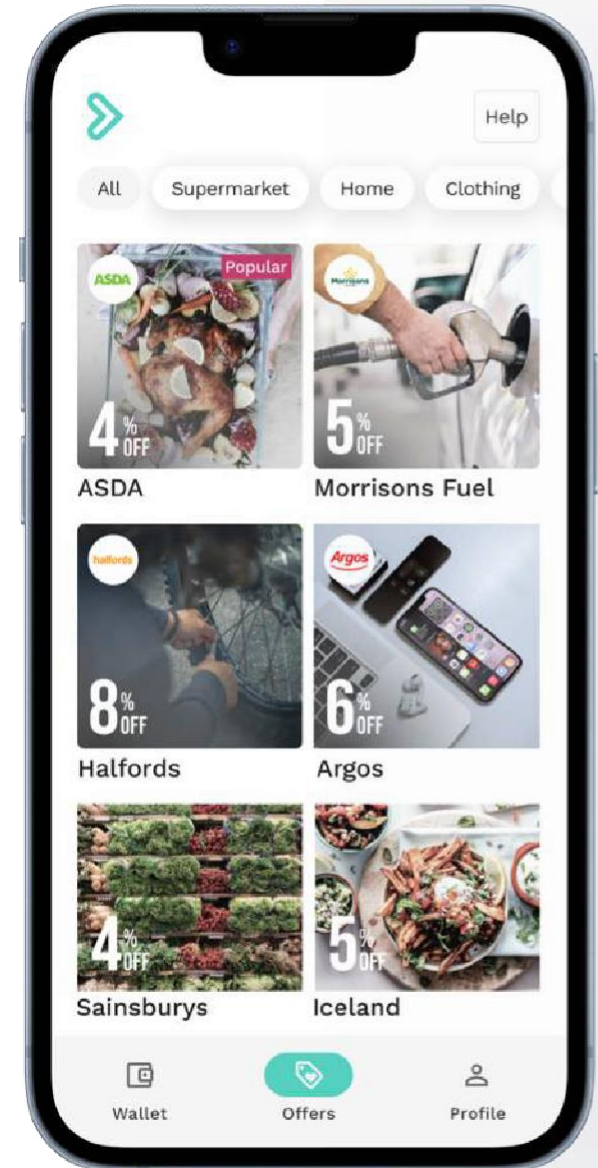 Help
All Supermarket Home Clothing
ASDA
Popular
Morrisons
4% OFF
5% OFF
ASDA
Morrisons Fuel
halfords
Argos
8% OFF
6% OFF
Halfords
Argos
4% OFF
5% OFF
Sainsburys
Iceland
Wallet
Offers
Profile